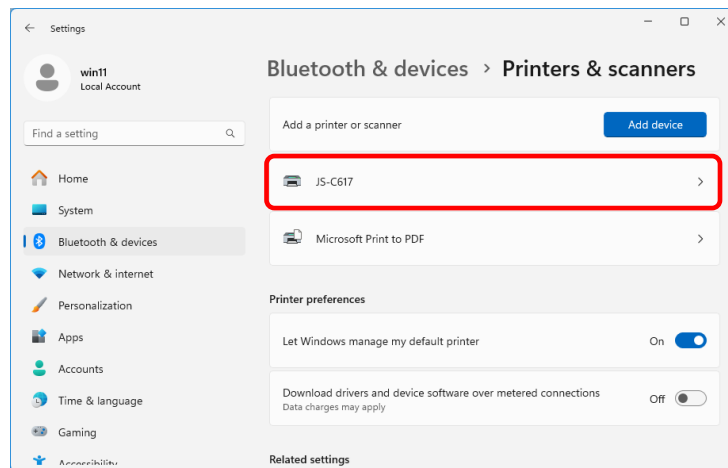 Settings
win11
Local Account
Find a setting
Home
System
Bluetooth & devices
Network & internet
Personalization
Apps
Accounts
Time & language
Gaming
Accessibility
Bluetooth & devices > Printers & scanners
Add a printer or scanner
Add device
JS-C617
Microsoft Print to PDF
Printer preferences
Let Windows manage my default printer
On
Download drivers and device software over metered connections
Off
Data charges may apply
Related settings